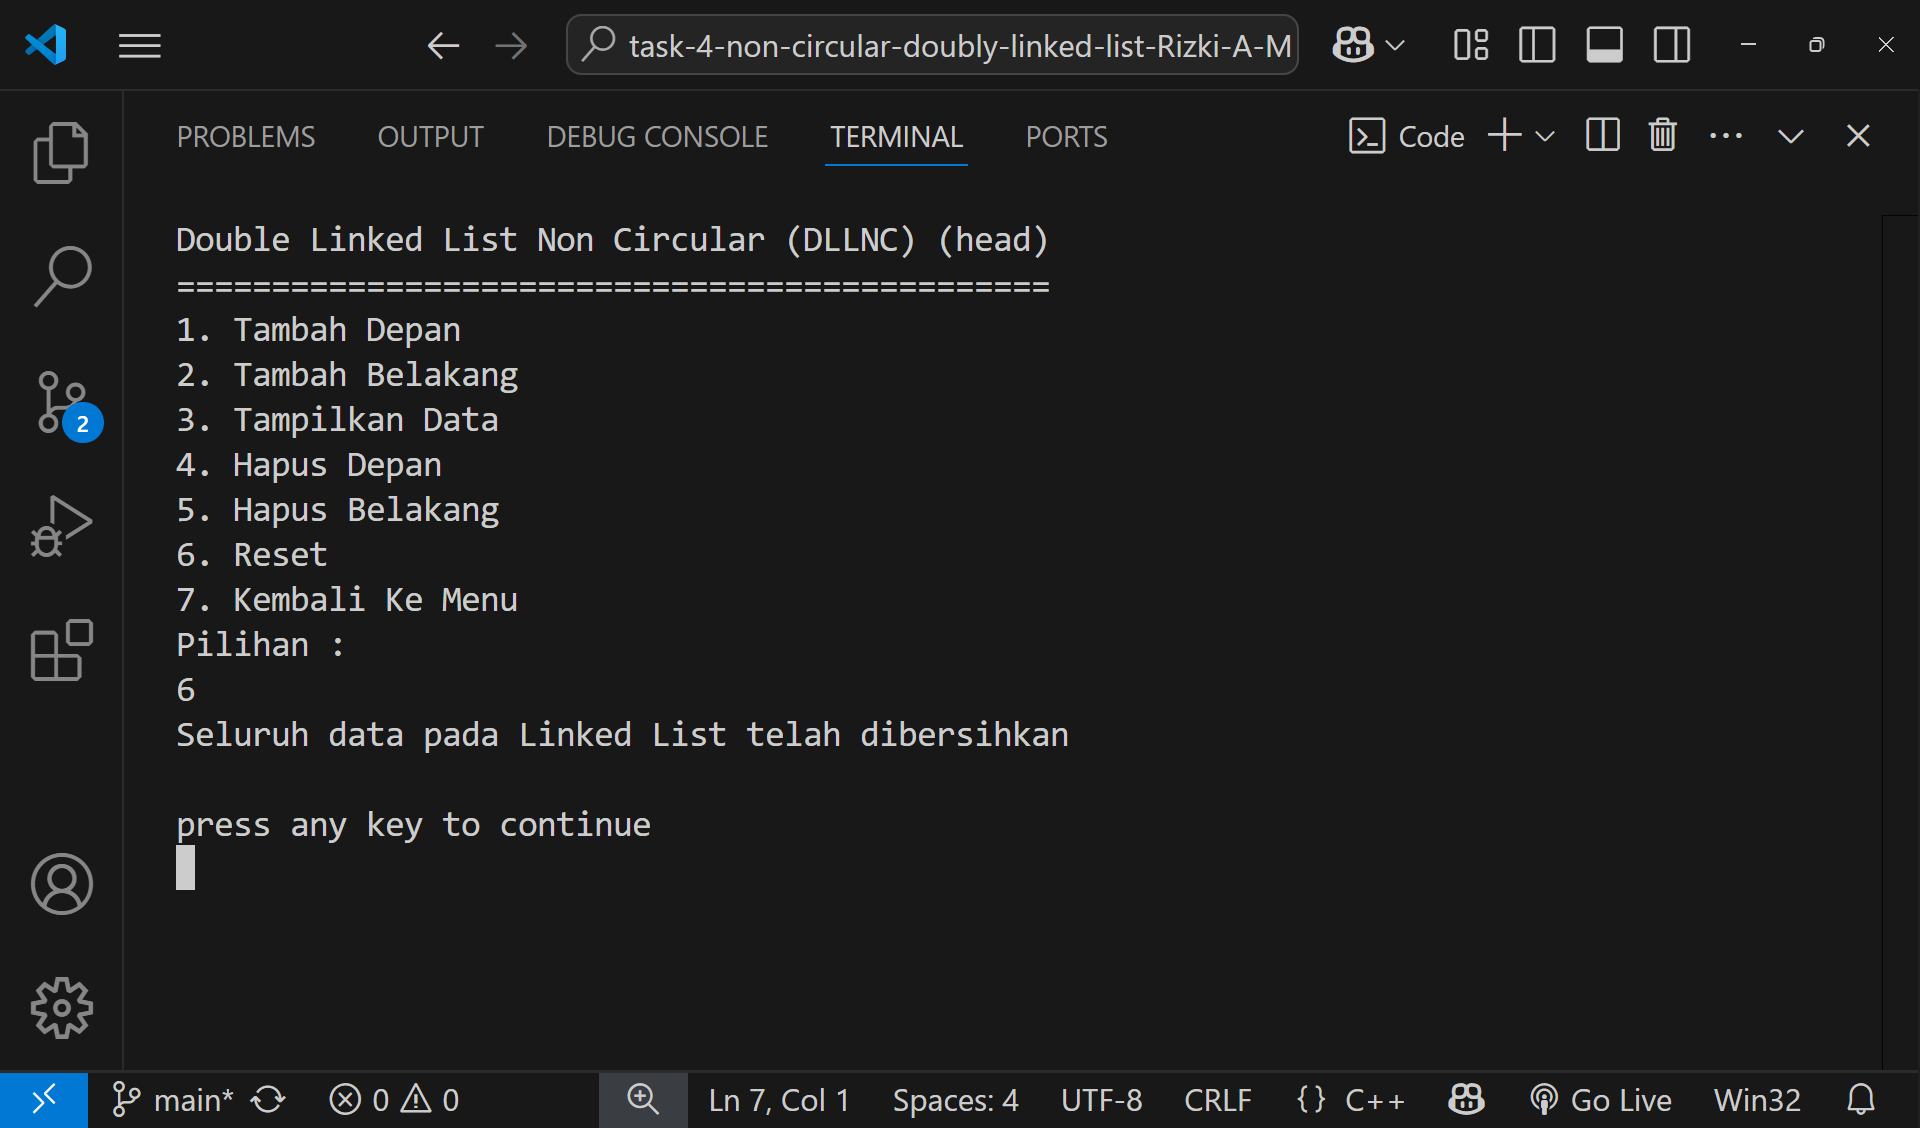 task-4-non-circular-doubly-linked-list-Rizki-A-M
PROBLEMS OUTPUT DEBUG CONSOLE TERMINAL PORTS Code
Double Linked List Non Circular (DLLNC) (head)
==============================================
1. Tambah Depan
2. Tambah Belakang
3. Tampilkan Data
4. Hapus Depan
5. Hapus Belakang
6. Reset
7. Kembali Ke Menu
Pilihan :
6
Seluruh data pada Linked List telah dibersihkan
press any key to continue
2
main* 0 0 Ln 7, Col 1 Spaces: 4 UTF-8 CRLF {} C++ Go Live Win32